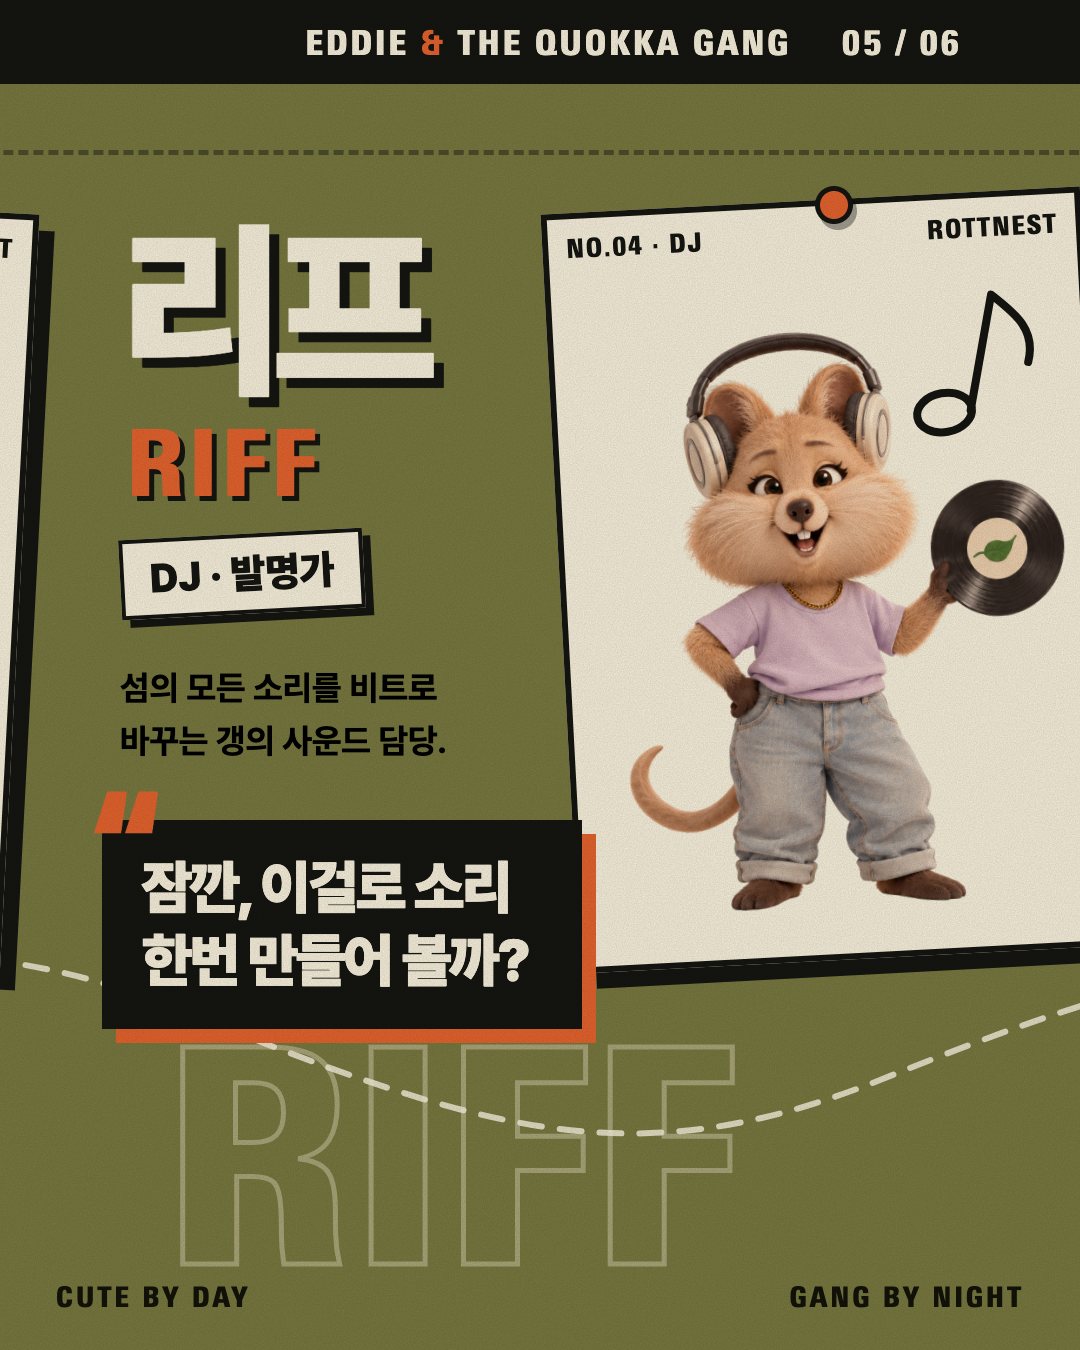 EDDIE & THE QUOKKA GANG 05 / 06
T
리프
RIFF
DJ · 발명가
섬의 모든 소리를 비트로
바꾸는 갱의 사운드 담당.
"
잠깐, 이걸로 소리
한번 만들어 볼까?
NO.04 · DJ
ROTTNEST
RIFF
CUTE BY DAY
GANG BY NIGHT